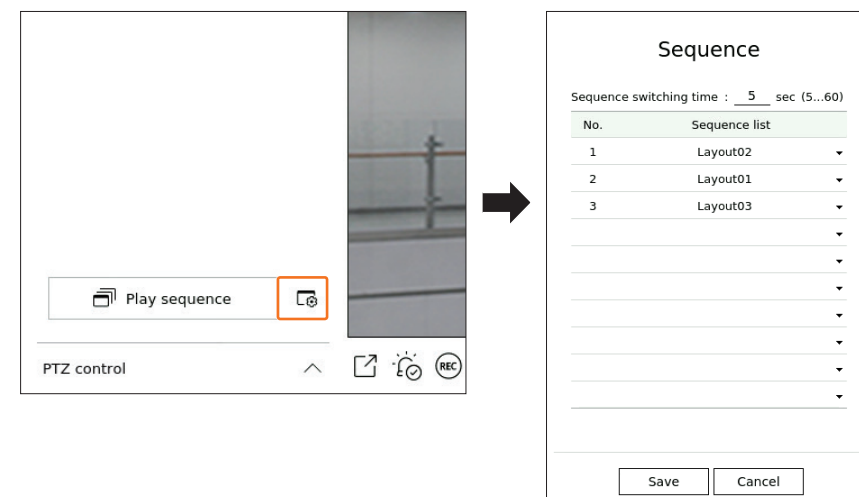 Play sequence
PTZ control
REC
Sequence
Sequence switching time : 5 sec (5...60)
No. Sequence list
1 Layout02
2 Layout01
3 Layout03
Save Cancel